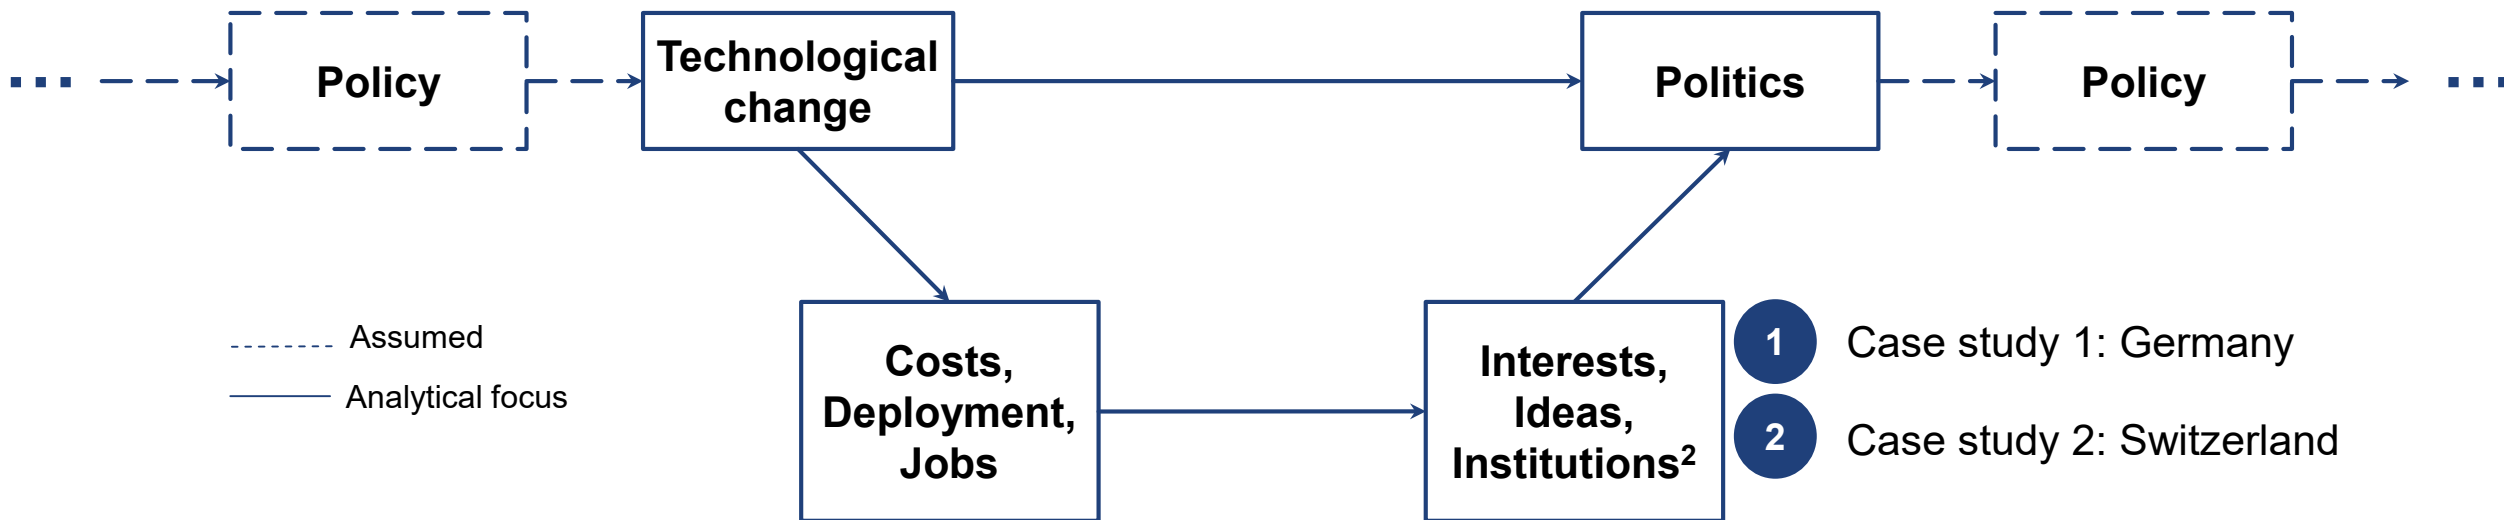 Policy
Technological
change
Politics
Policy
Assumed
Analytical focus
Costs,
Deployment,
Jobs
Interests,
Ideas,
Institutions²
1 Case study 1: Germany
2 Case study 2: Switzerland